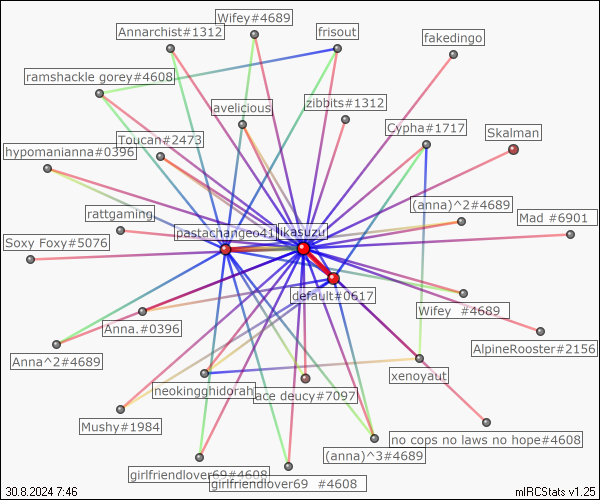 Wifey#4689
Annarchist#1312
frisout
fakedingo
ramshackle gorey#4608
avelicious
zibbits#1312
Cypha#1717
Skalman
Toucan#2473
hypomanianna#0396
(anna)^2#4689
rattgaming
Mad #6901
pastachangeo41
likasuzu
Soxy Foxy#5076
default#0617
Wifey  #4689
Anna.#0396
AlpineRooster#2156
Anna^2#4689
xenoyaut
neokingghidorah
ace deucy#7097
Mushy#1984
no cops no laws no hope#4608
(anna)^3#4689
girlfriendlover69#4608
girlfriendlover69  #4608
30.8.2024 7:46
mIRCStats v1.25